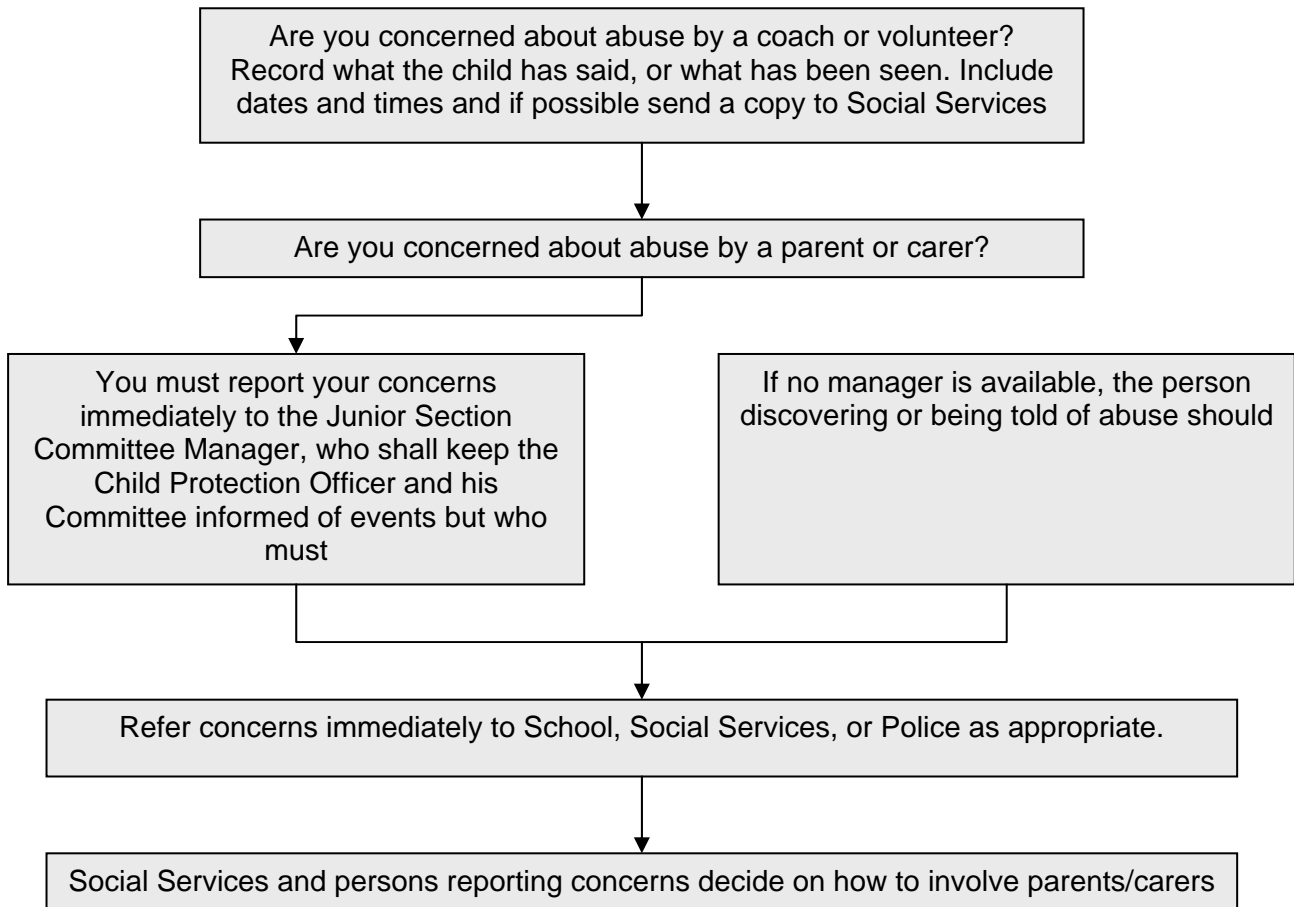 Are you concerned about abuse by a coach or volunteer?
Record what the child has said, or what has been seen. Include
dates and times and if possible send a copy to Social Services
Are you concerned about abuse by a parent or carer?
You must report your concerns
immediately to the Junior Section
Committee Manager, who shall keep the
Child Protection Officer and his
Committee informed of events but who
must
If no manager is available, the person
discovering or being told of abuse should
Refer concerns immediately to School, Social Services, or Police as appropriate.
Social Services and persons reporting concerns decide on how to involve parents/carers